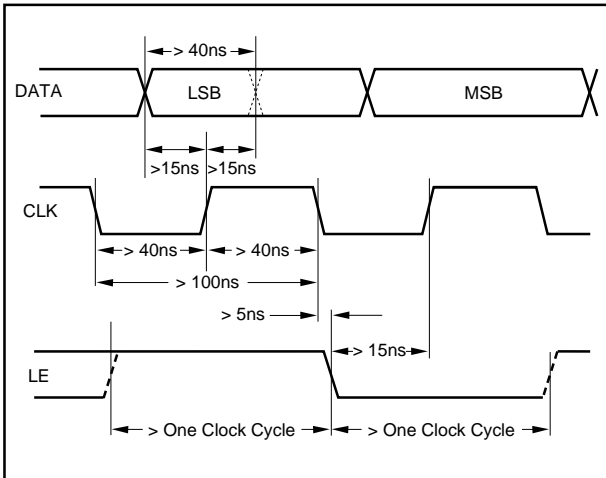 > 40ns
DATA
LSB
MSB
>15ns
>15ns
CLK
> 40ns
> 40ns
> 100ns
> 5ns
> 15ns
LE
> One Clock Cycle
> One Clock Cycle